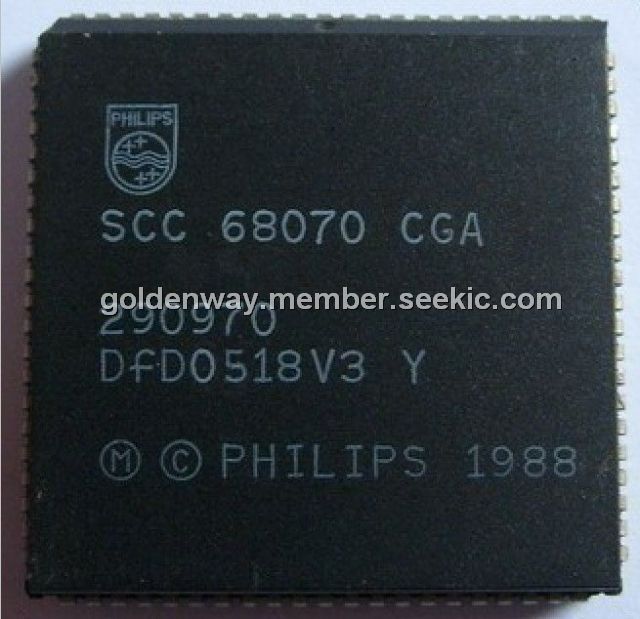 PHILIPS
SCC 68070 CGA
goldenway.member.seekic.com
290970
DfD0518V3 Y
M © PHILIPS 1988